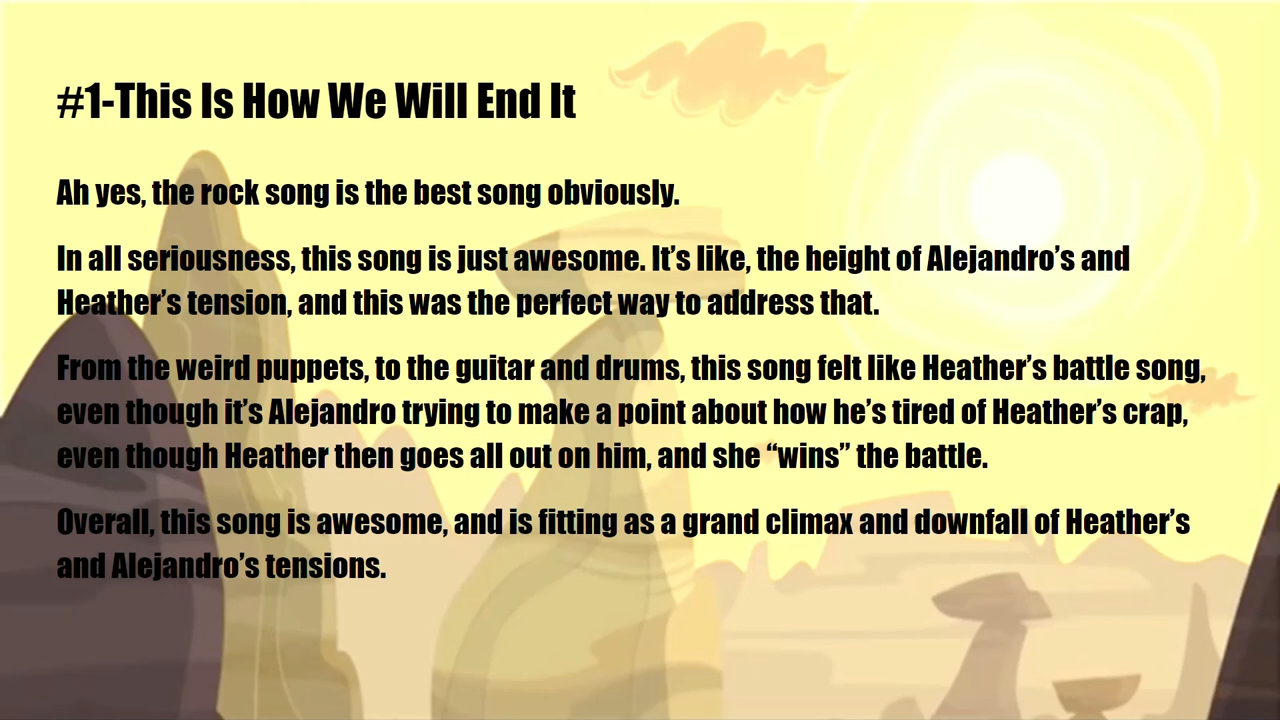 #1-This Is How We Will End It
Ah yes, the rock song is the best song obviously.
In all seriousness, this song is just awesome. It’s like, the height of Alejandro’s and
Heather’s tension, and this was the perfect way to address that.
From the weird puppets, to the guitar and drums, this song felt like Heather’s battle song,
even though it’s Alejandro trying to make a point about how he’s tired of Heather’s crap,
even though Heather then goes all out on him, and she “wins” the battle.
Overall, this song is awesome, and is fitting as a grand climax and downfall of Heather’s
and Alejandro’s tensions.